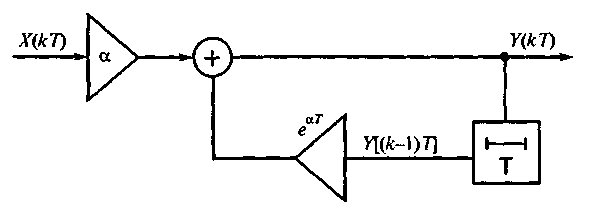 X(kT)
α
+
Y(kT)
e^{αT}
Y[(k–1)T]
T